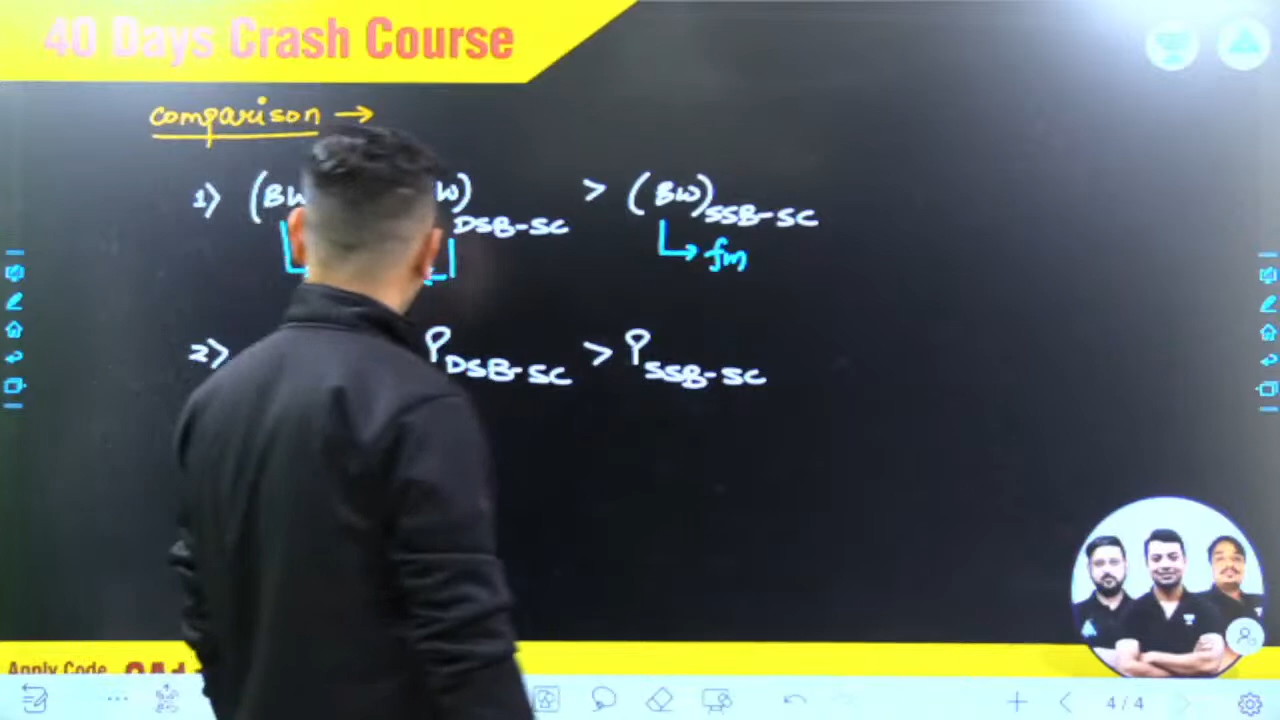 40 Days Crash Course
comparison →
1) (BW W)DSB-SC > (BW)SSB-SC
fm
2) PDSB-SC > PSSB-SC
Apply Code
4 / 4